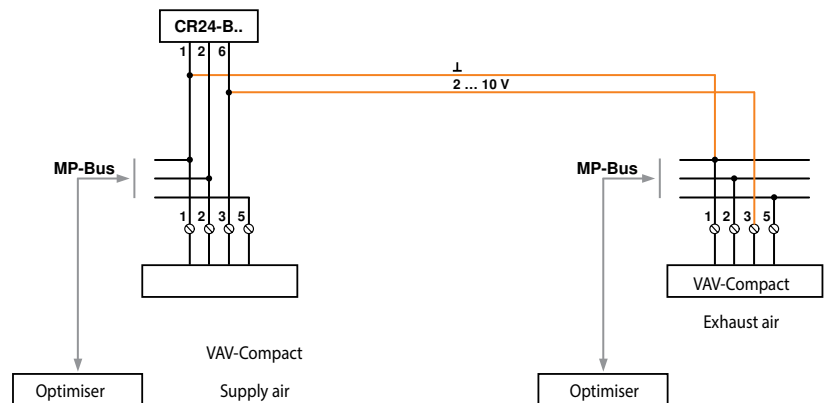 CR24-B..
1 2 6
⊥
2 ... 10 V
MP-Bus
MP-Bus
1 2 3 5
1 2 3 5
VAV-Compact
Exhaust air
VAV-Compact
Optimiser
Supply air
Optimiser